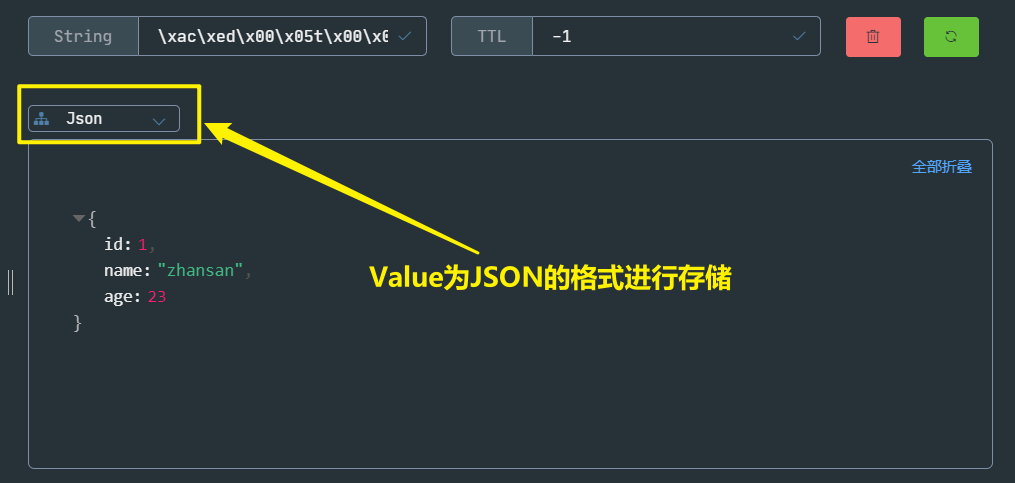 String \xac\xed\x00\x05t\x00\x0 TTL -1
Json
全部折叠
{
id: 1,
name: "zhansan",
age: 23
}
Value为JSON的格式进行存储